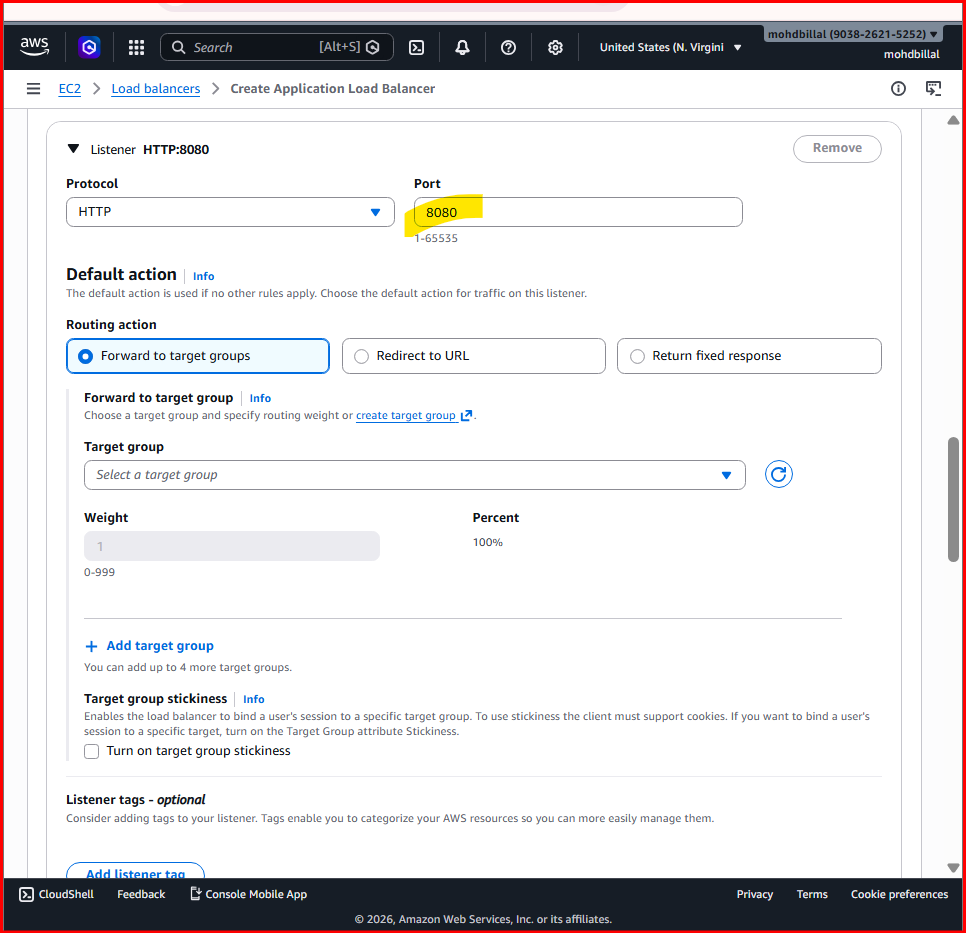 aws
Search [Alt+S] United States (N. Virgini mohdbillal (9038-2621-5252)
mohdbillal
EC2 Load balancers Create Application Load Balancer
Listener HTTP:8080 Remove
Protocol Port
HTTP 8080
1-65535
Default action Info
The default action is used if no other rules apply. Choose the default action for traffic on this listener.
Routing action
Forward to target groups Redirect to URL Return fixed response
Forward to target group Info
Choose a target group and specify routing weight or create target group .
Target group
Select a target group
Weight Percent
1 100%
0-999
+ Add target group
You can add up to 4 more target groups.
Target group stickiness Info
Enables the load balancer to bind a user's session to a specific target group. To use stickiness the client must support cookies. If you want to bind a user's
session to a specific target, turn on the Target Group attribute Stickiness.
Turn on target group stickiness
Listener tags - optional
Consider adding tags to your listener. Tags enable you to categorize your AWS resources so you can more easily manage them.
Add listener tag
CloudShell Feedback Console Mobile App Privacy Terms Cookie preferences
© 2026, Amazon Web Services, Inc. or its affiliates.